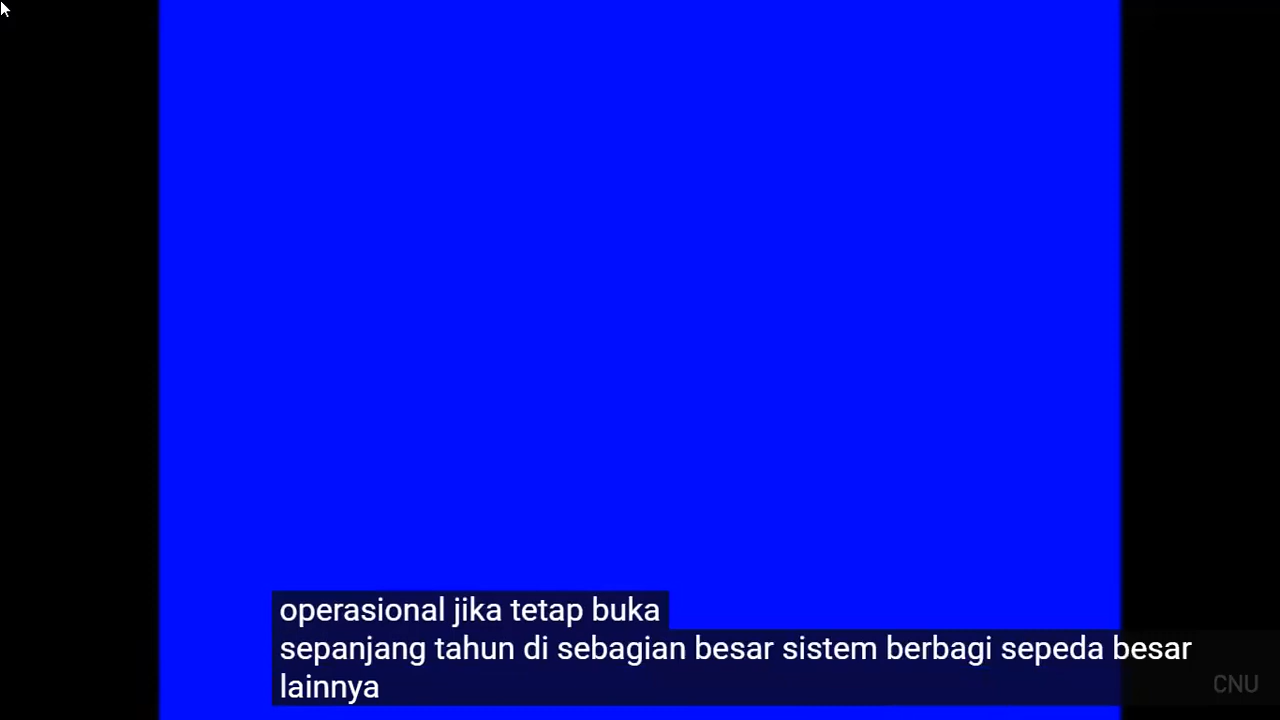 operasional jika tetap buka
sepanjang tahun di sebagian besar sistem berbagi sepeda besar
lainnya
CNU